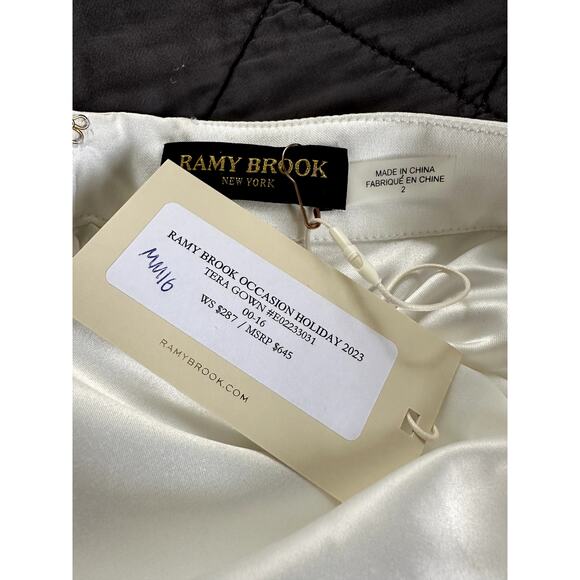 RAMY BROOK
NEW YORK
MADE IN CHINA
FABRIQUÉ EN CHINE
2
MM16
RAMY BROOK OCCASION HOLIDAY 2023
TERA GOWN #E02233031
00-16
WS $287 / MSRP $645
RAMYBROOK.COM